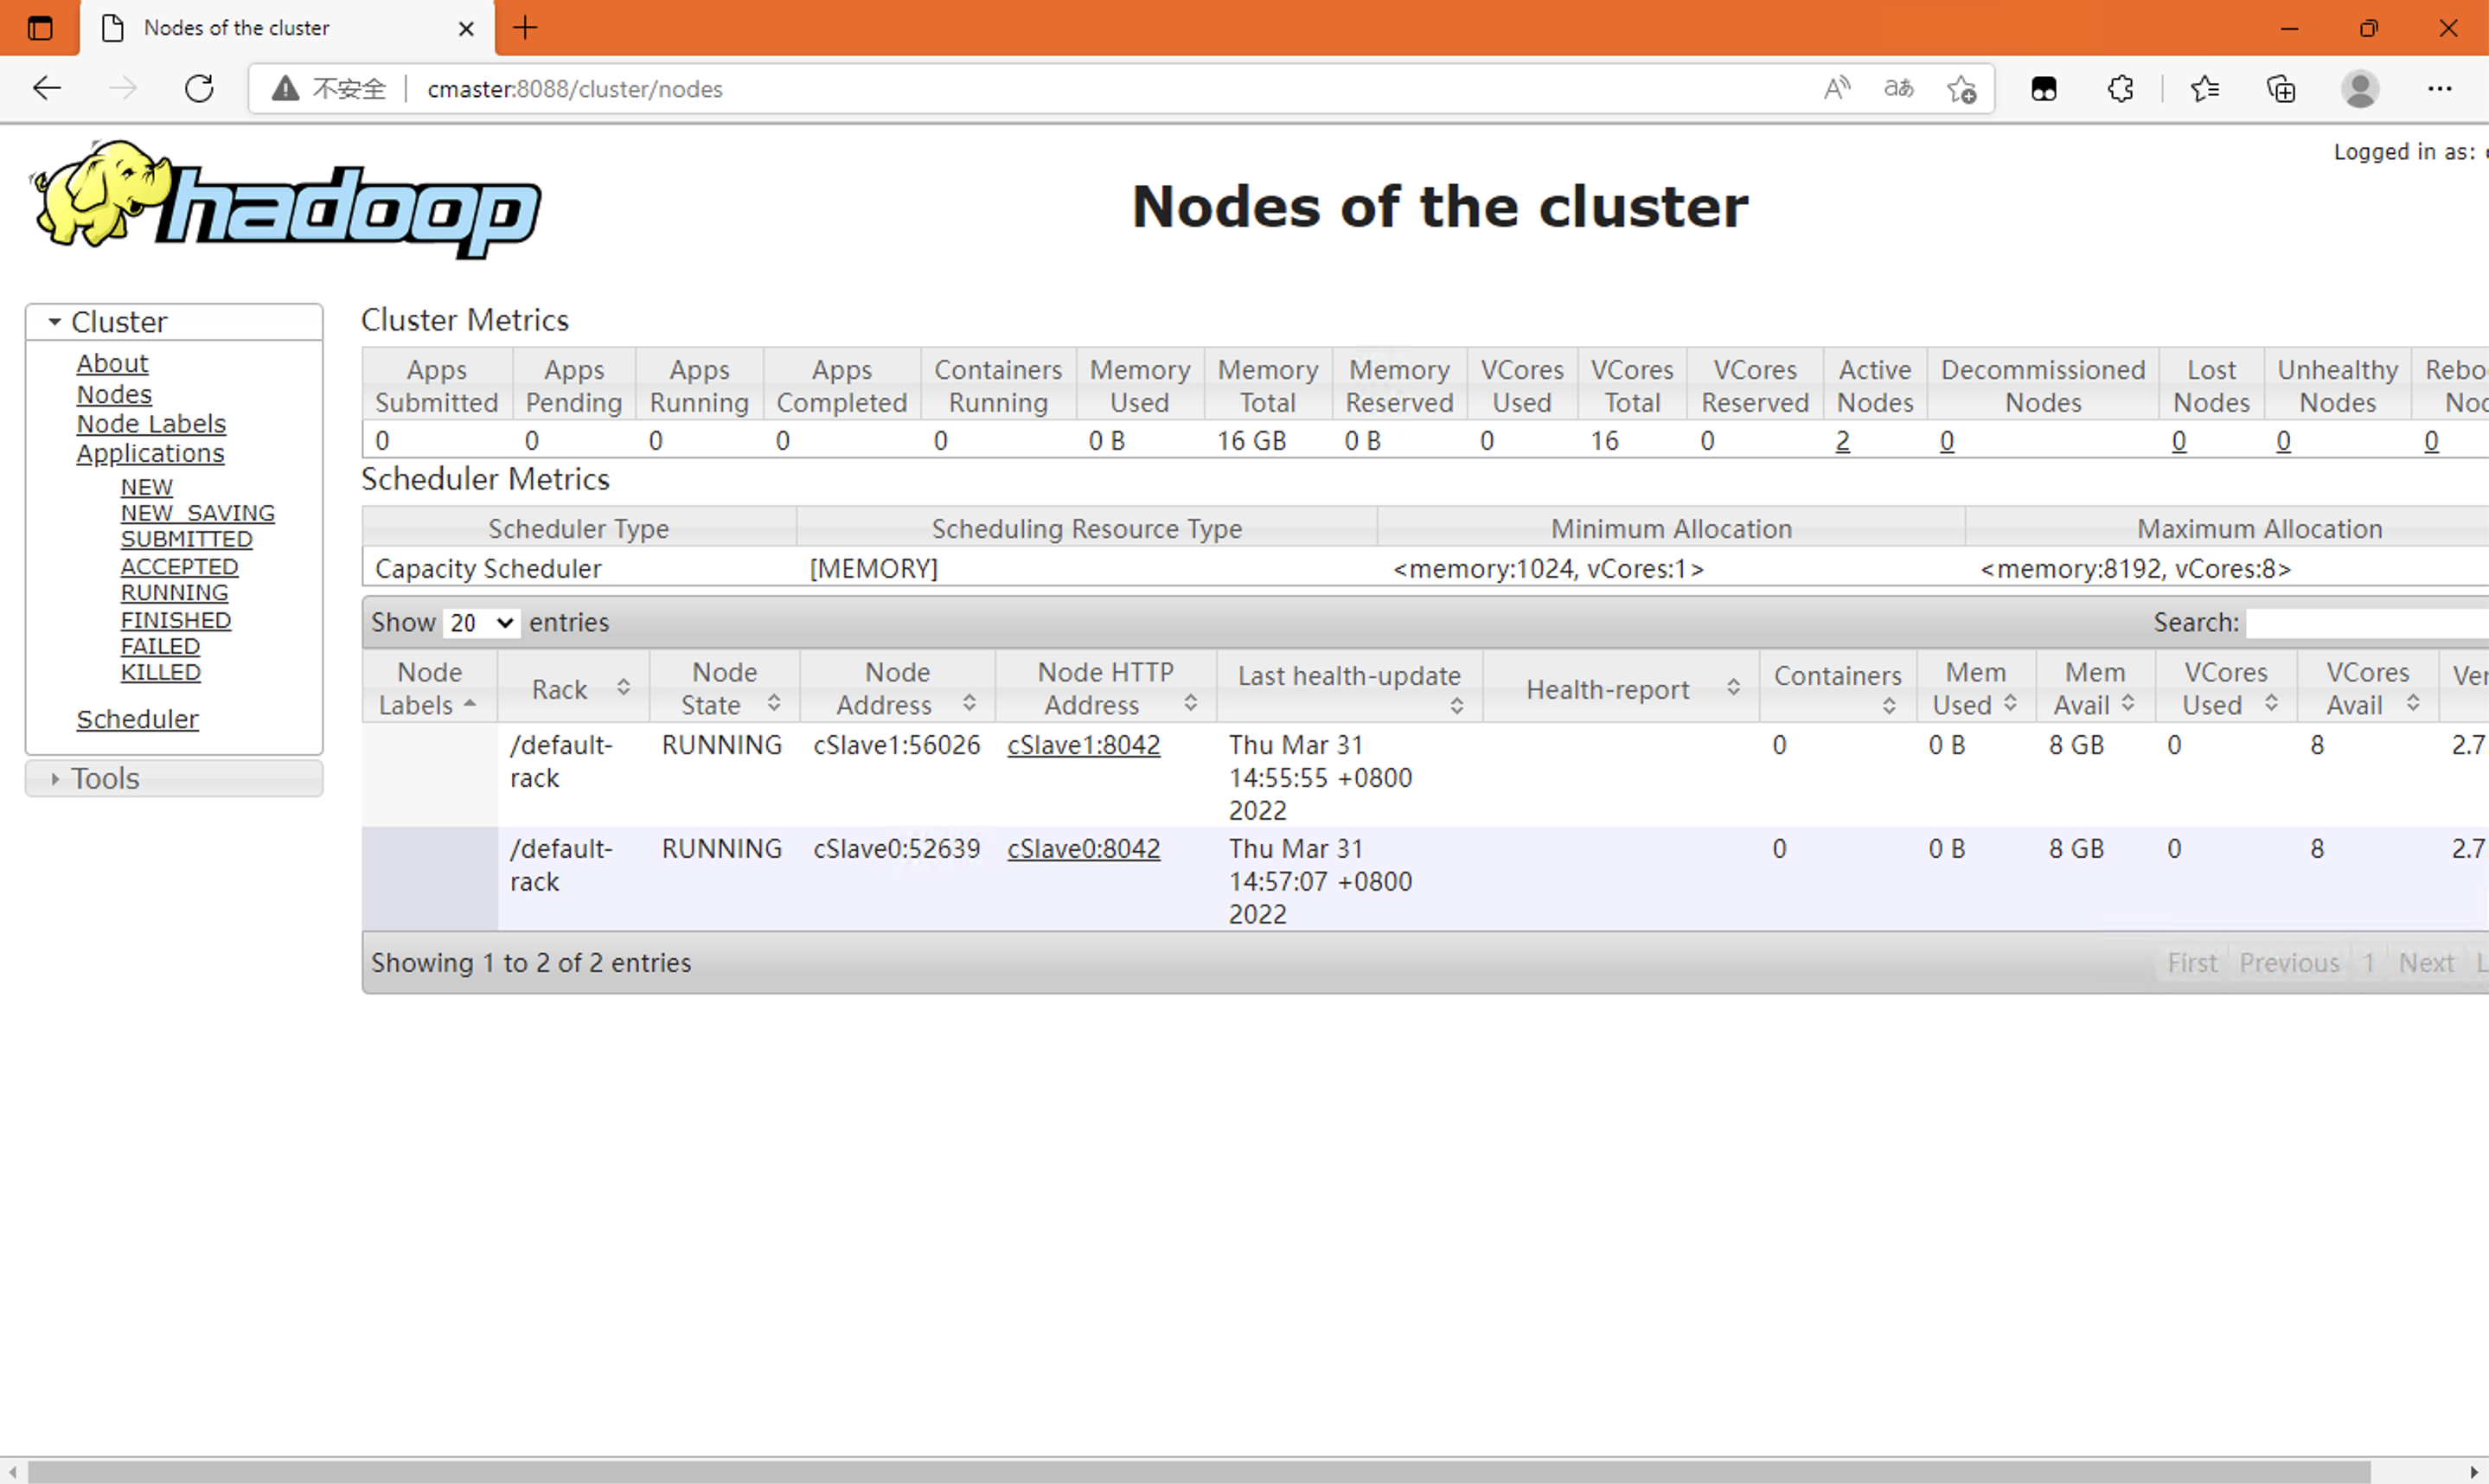 Nodes of the cluster
不安全 cmaster:8088/cluster/nodes
Logged in as:
hadoop
Nodes of the cluster
Cluster
About
Nodes
Node Labels
Applications
NEW
NEW_SAVING
SUBMITTED
ACCEPTED
RUNNING
FINISHED
FAILED
KILLED
Scheduler
Tools
Cluster Metrics
Apps Submitted Apps Pending Apps Running Apps Completed Containers Running Memory Used Memory Total Memory Reserved VCores Used VCores Total VCores Reserved Active Nodes Decommissioned Nodes Lost Nodes Unhealthy Nodes
0 0 0 0 0 0 B 16 GB 0 B 0 16 0 2 0 0 0 0
Scheduler Metrics
Scheduler Type Scheduling Resource Type Minimum Allocation Maximum Allocation
Capacity Scheduler [MEMORY] <memory:1024, vCores:1> <memory:8192, vCores:8>
Show 20 entries Search:
Node Labels Rack Node State Node Address Node HTTP Address Last health-update Health-report Containers Mem Used Mem Avail VCores Used VCores Avail
/default-rack RUNNING cSlave1:56026 cSlave1:8042 Thu Mar 31 14:55:55 +0800 2022 0 0 B 8 GB 0 8 2.7
/default-rack RUNNING cSlave0:52639 cSlave0:8042 Thu Mar 31 14:57:07 +0800 2022 0 0 B 8 GB 0 8 2.7
Showing 1 to 2 of 2 entries First Previous 1 Next